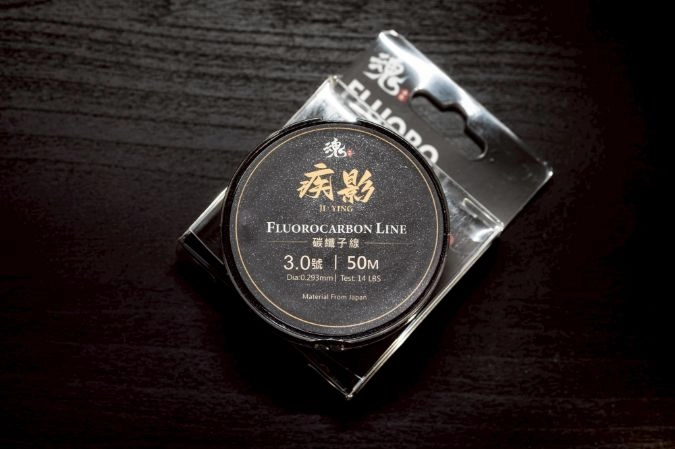 魂
FLUORO
魂
疾影
JI · YING
FLUOROCARBON LINE
碳纖子線
3.0號 | 50M
Dia:0.293mm | Test: 14 LBS
Material From Japan